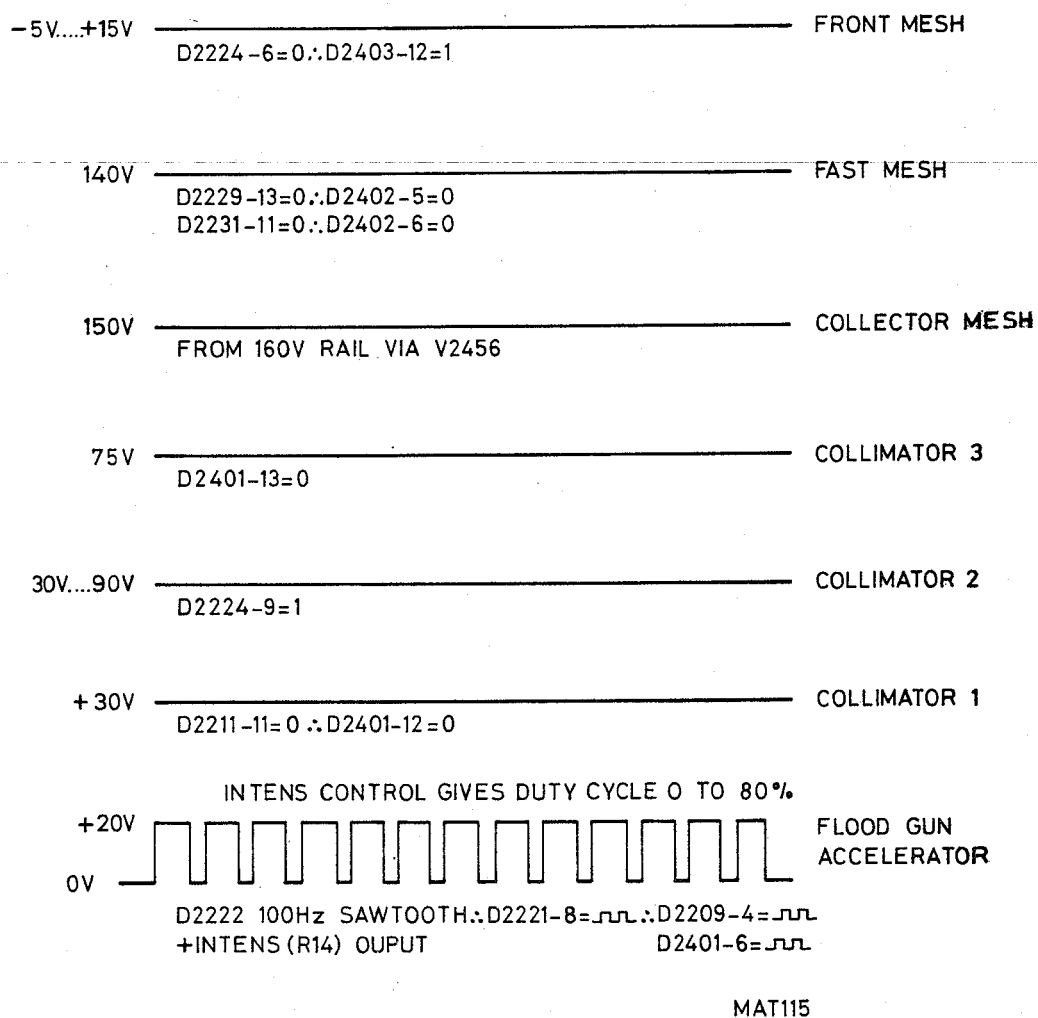 -5V....+15V FRONT MESH
D2224-6=0∴D2403-12=1
140V FAST MESH
D2229-13=0∴D2402-5=0
D2231-11=0∴D2402-6=0
150V COLLECTOR MESH
FROM 160V RAIL VIA V2456
75V COLLIMATOR 3
D2401-13=0
30V....90V COLLIMATOR 2
D2224-9=1
+30V COLLIMATOR 1
D2211-11=0∴D2401-12=0
INTENS CONTROL GIVES DUTY CYCLE 0 TO 80%
+20V FLOOD GUN
ACCELERATOR
0V
D2222 100Hz SAWTOOTH∴D2221-8= ∴D2209-4=
+INTENS(R14) OUPUT D2401-6=
MAT115